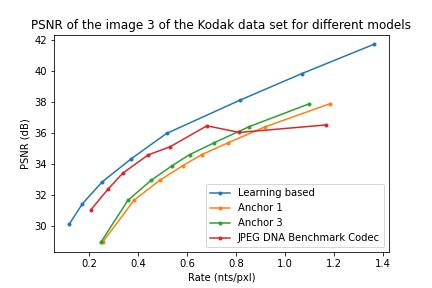 PSNR of the image 3 of the Kodak data set for different models
PSNR (dB)
42
40
38
36
34
32
30
Learning based
Anchor 1
Anchor 3
JPEG DNA Benchmark Codec
0.2 0.4 0.6 0.8 1.0 1.2 1.4
Rate (nts/pxl)